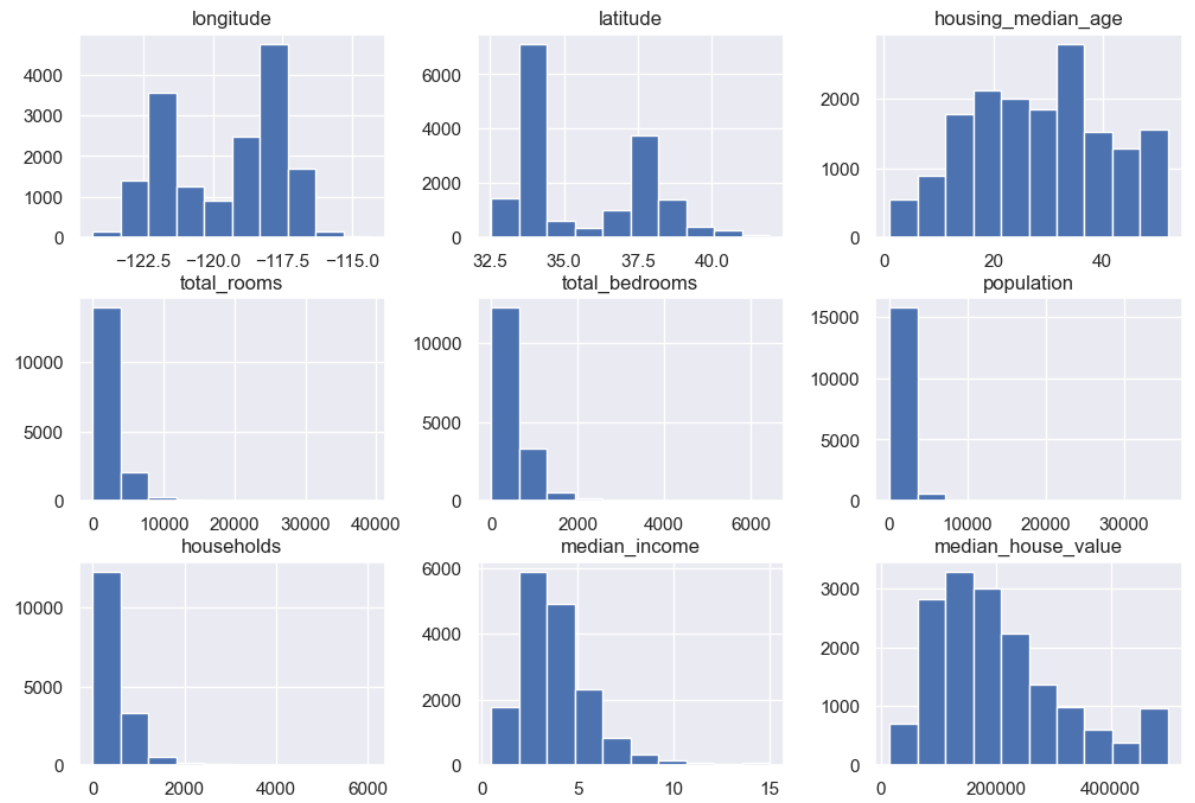 longitude latitude housing_median_age
4000 6000 2000
3000 4000
2000 1000
1000 2000
0 0 0
−122.5 −120.0 −117.5 −115.0 32.5 35.0 37.5 40.0 0 20 40
total_rooms total_bedrooms population
10000 10000 15000
5000 5000 10000
5000
0 0 0
0 10000 20000 30000 40000 0 2000 4000 6000 0 10000 20000 30000
households median_income median_house_value
10000 6000 3000
4000 2000
5000 2000 1000
0 0 0
0 2000 4000 6000 0 5 10 15 0 200000 400000